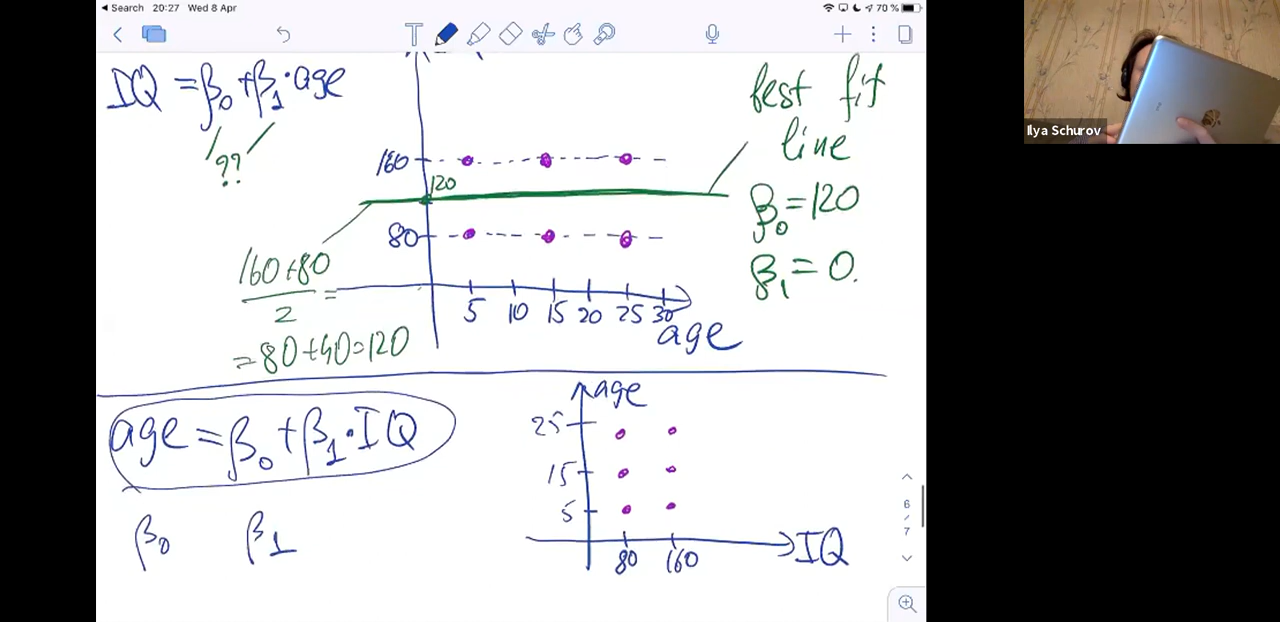 Search 20:27 Wed 8 Apr
70 %
T
IQ = β₀ + β₁ · age
??
160
120
80
160+80
2
=
= 80+40=120
5 10 15 20 25 30
age
best fit
line
β₀ = 120
β₁ = 0.
age = β₀ + β₁ · IQ
β₀ β₁
age
25
15
5
80 160
IQ
6
/
7
Ilya Schurov